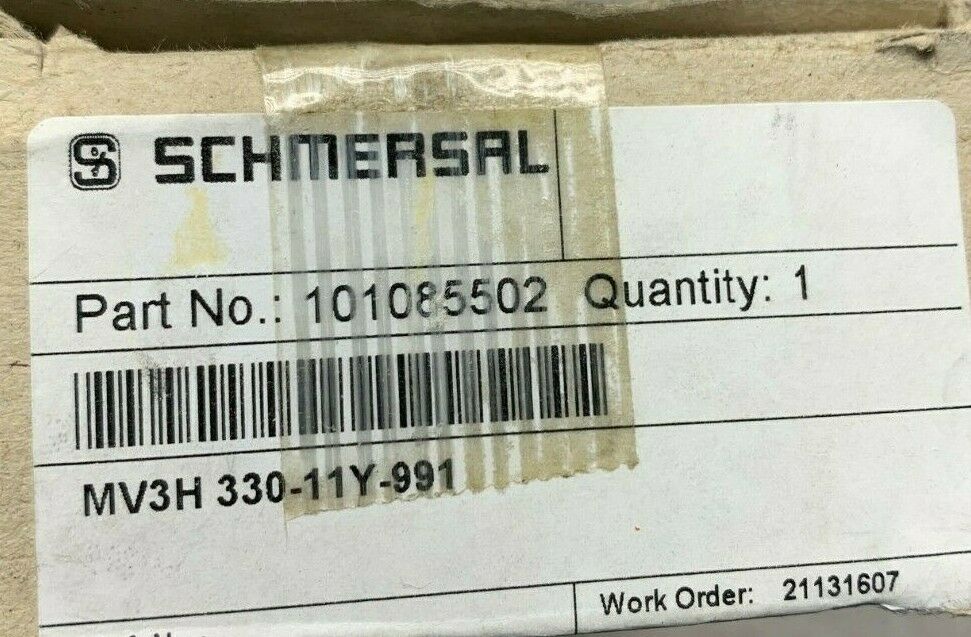 SCHMERSAL
Part No.: 101085502 Quantity: 1
MV3H 330-11Y-991
Work Order: 21131607